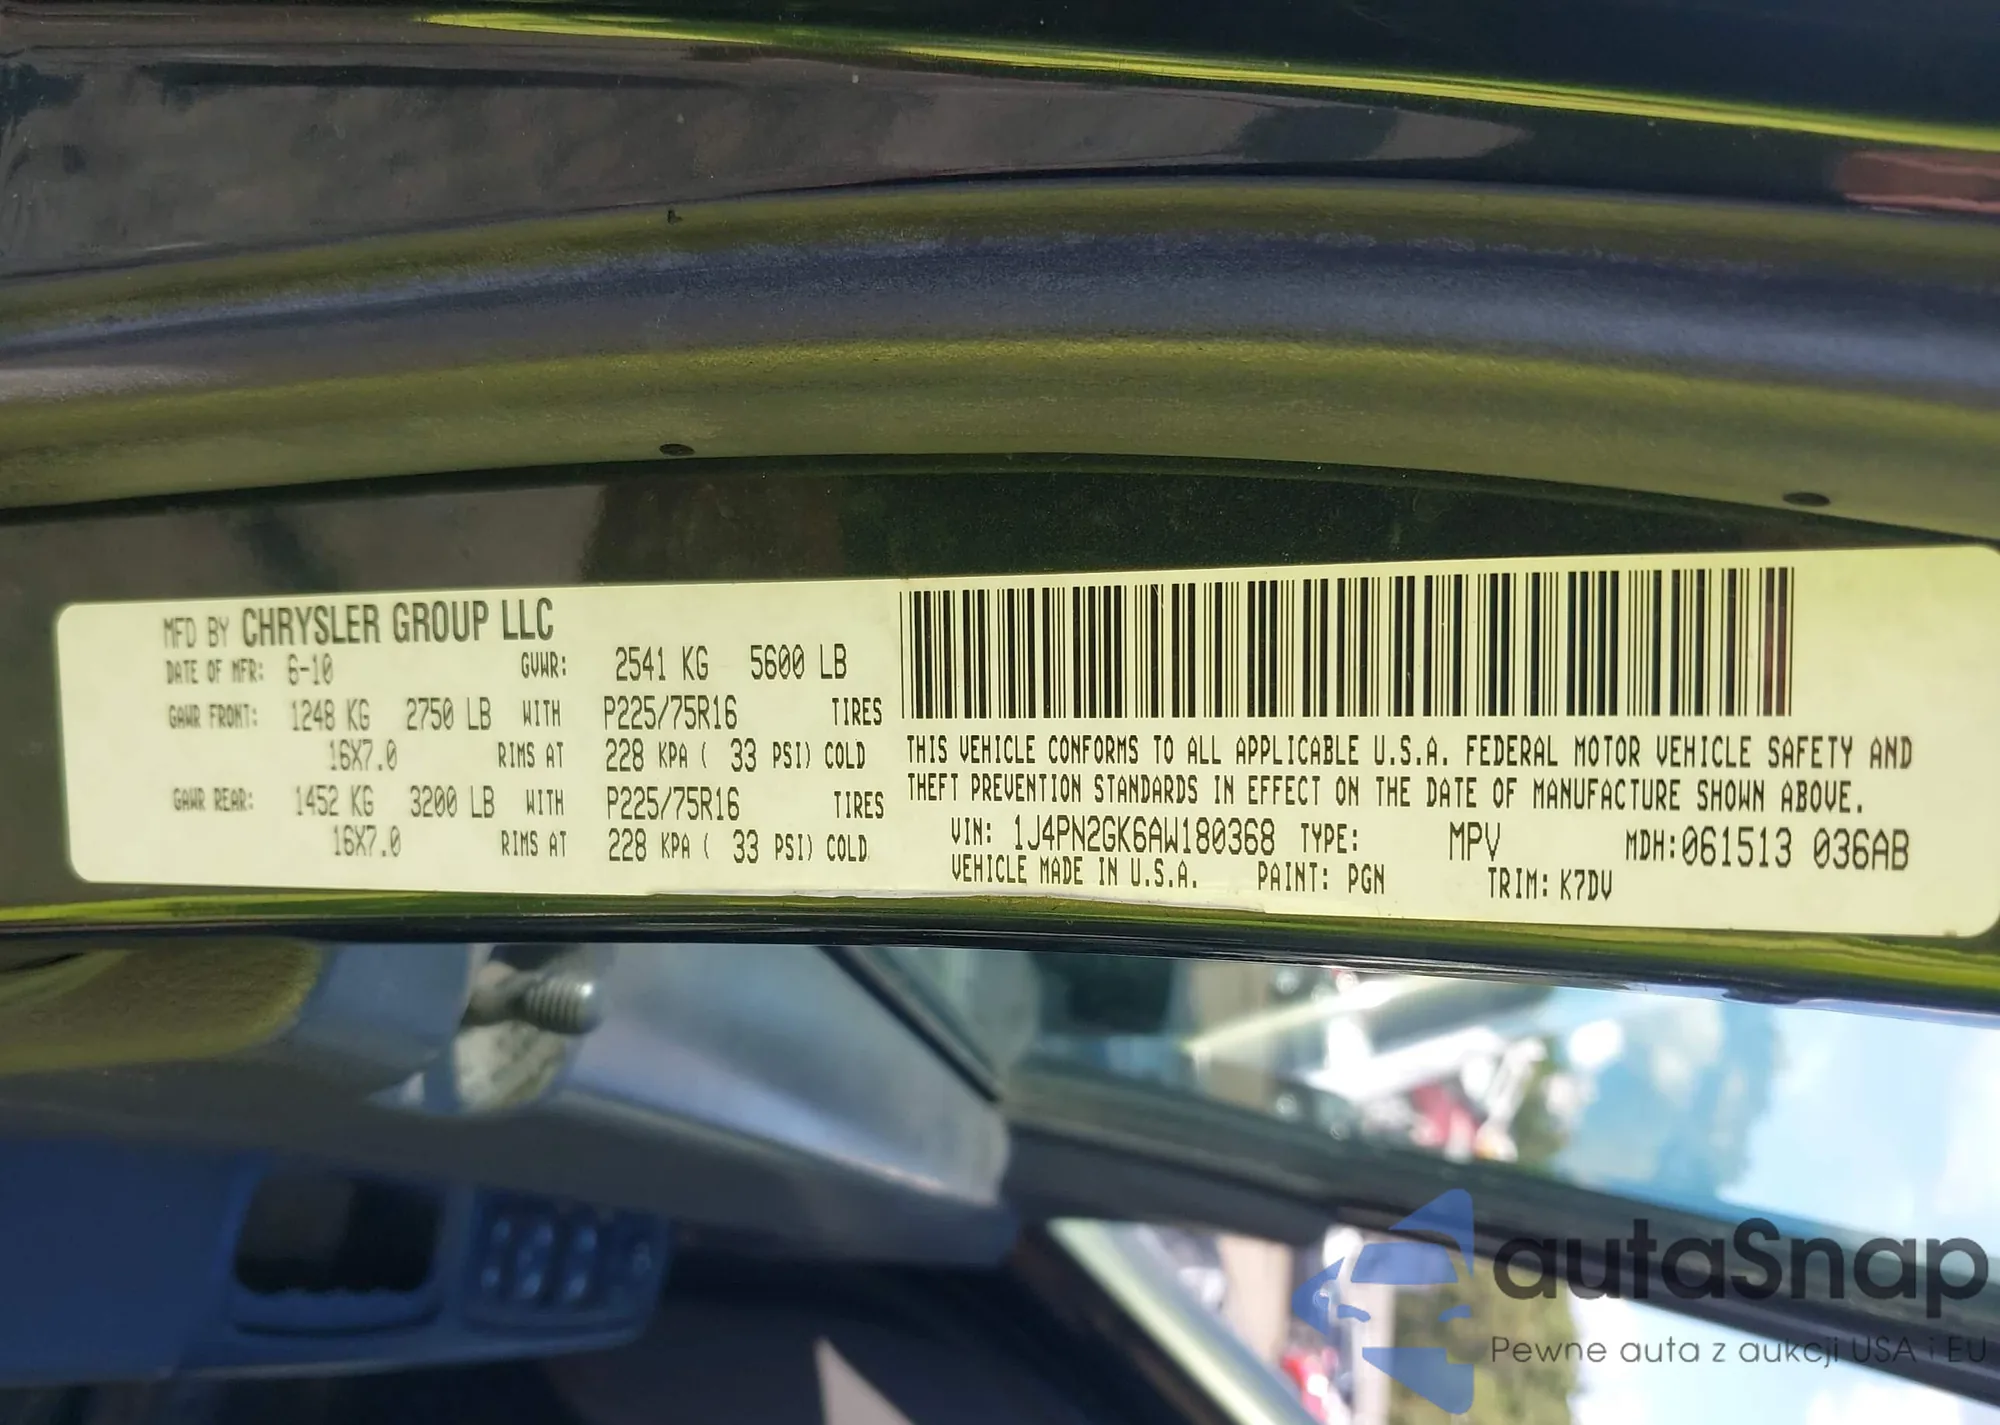 MFD BY CHRYSLER GROUP LLC
DATE OF MFR: 6-10 GVWR: 2541 KG 5600 LB
GAWR FRONT: 1248 KG 2750 LB WITH P225/75R16 TIRES
16X7.0 RIMS AT 228 KPA ( 33 PSI) COLD
GAWR REAR: 1452 KG 3200 LB WITH P225/75R16 TIRES
16X7.0 RIMS AT 228 KPA ( 33 PSI) COLD
THIS VEHICLE CONFORMS TO ALL APPLICABLE U.S.A. FEDERAL MOTOR VEHICLE SAFETY AND
THEFT PREVENTION STANDARDS IN EFFECT ON THE DATE OF MANUFACTURE SHOWN ABOVE.
VIN: 1J4PN2GK6AW180368 TYPE: MPV MDH:061513 036AB
VEHICLE MADE IN U.S.A. PAINT: PGN TRIM: K7DV
autaSnap
Pewne auta z aukcji USA i EU